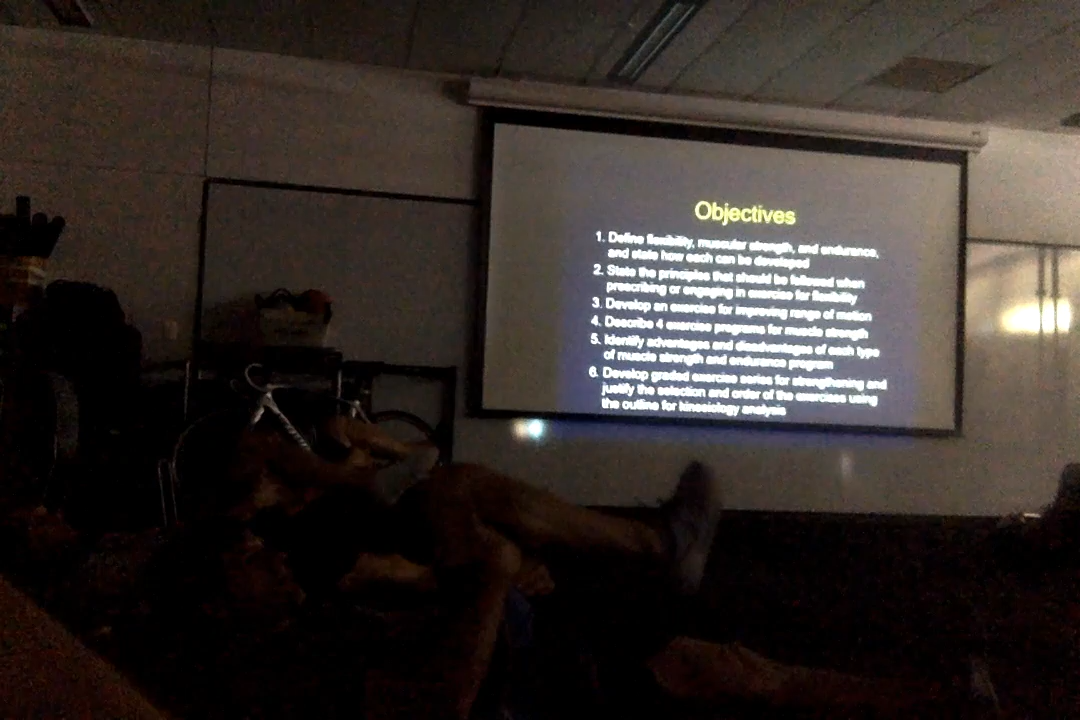 Objectives
1. Define flexibility, muscular strength, and endurance,
and state how each can be developed
2. State the principles that should be followed when
prescribing or engaging in exercise for flexibility
3. Develop an exercise for improving range of motion
4. Describe 4 exercise programs for muscle strength
5. Identify advantages and disadvantages of each type
of muscle strength and endurance program
6. Develop graded exercise series for strengthening and
justify the selection and order of the exercises using
the outline for kinesiology analysis